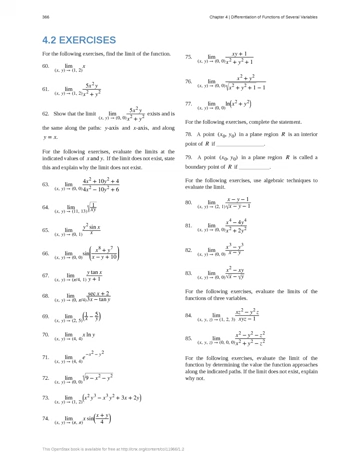 398
Chapter 4 | Differentiation of Functions of Several Variables
4.2 EXERCISES
For the following exercises, find the limit of the function.
60. lim (x, y) → (1, 2) x
61. lim (x, y) → (1, 2) 5x²y / x² + y²
62. Show that the limit lim (x, y) → (0, 0) 5x²y / x² + y² exists and is
the same along the paths: y-axis and x-axis, and along
y = x.
For the following exercises, evaluate the limits at the
indicated values of x and y. If the limit does not exist, state
this and explain why the limit does not exist.
63. lim (x, y) → (0, 0) 4x² + 10y² + 4 / 4x² − 10y² + 6
64. lim (x, y) → (11, 13) √1/xy
65. lim (x, y) → (0, 1) y² sin x / x
66. lim (x, y) → (0, 0) sin(x⁸ + y⁷ / x − y + 10)
67. lim (x, y) → (π/4, 1) y tan x / y + 1
68. lim (x, y) → (0, π/4) sec x + 2 / 3x − tan y
69. lim (x, y) → (2, 5) (1/x − 5/y)
70. lim (x, y) → (4, 4) x ln y
71. lim (x, y) → (4, 4) e^−x² − y²
72. lim (x, y) → (0, 0) √9 − x² − y²
73. lim (x, y) → (1, 2) (x² y³ − x³ y² + 3x + 2y)
74. lim (x, y) → (π, π) x sin(x + y / 4)
75. lim (x, y) → (0, 0) xy + 1 / x² + y² + 1
76. lim (x, y) → (0, 0) x² + y² / √x² + y² + 1 − 1
77. lim (x, y) → (0, 0) ln(x² + y²)
For the following exercises, complete the statement.
78. A point (x₀, y₀) in a plane region R is an interior
point of R if ____________.
79. A point (x₀, y₀) in a plane region R is called a
boundary point of R if ____________.
For the following exercises, use algebraic techniques to
evaluate the limit.
80. lim (x, y) → (2, 1) x − y − 1 / √x − y − 1
81. lim (x, y) → (0, 0) x⁴ − 4y⁴ / x² + 2y²
82. lim (x, y) → (0, 0) x³ − y³ / x − y
83. lim (x, y) → (0, 0) x² − xy / √x − √y
For the following exercises, evaluate the limits of the
functions of three variables.
84. lim (x, y, z) → (1, 2, 3) xz² − y²z / xyz − 1
85. lim (x, y, z) → (0, 0, 0) x² − y² − z² / x² + y² − z²
For the following exercises, evaluate the limit of the
function by determining the value the function approaches
along the indicated paths. If the limit does not exist, explain
why not.
This OpenStax book is available for free at http://cnx.org/content/col11966/1.2